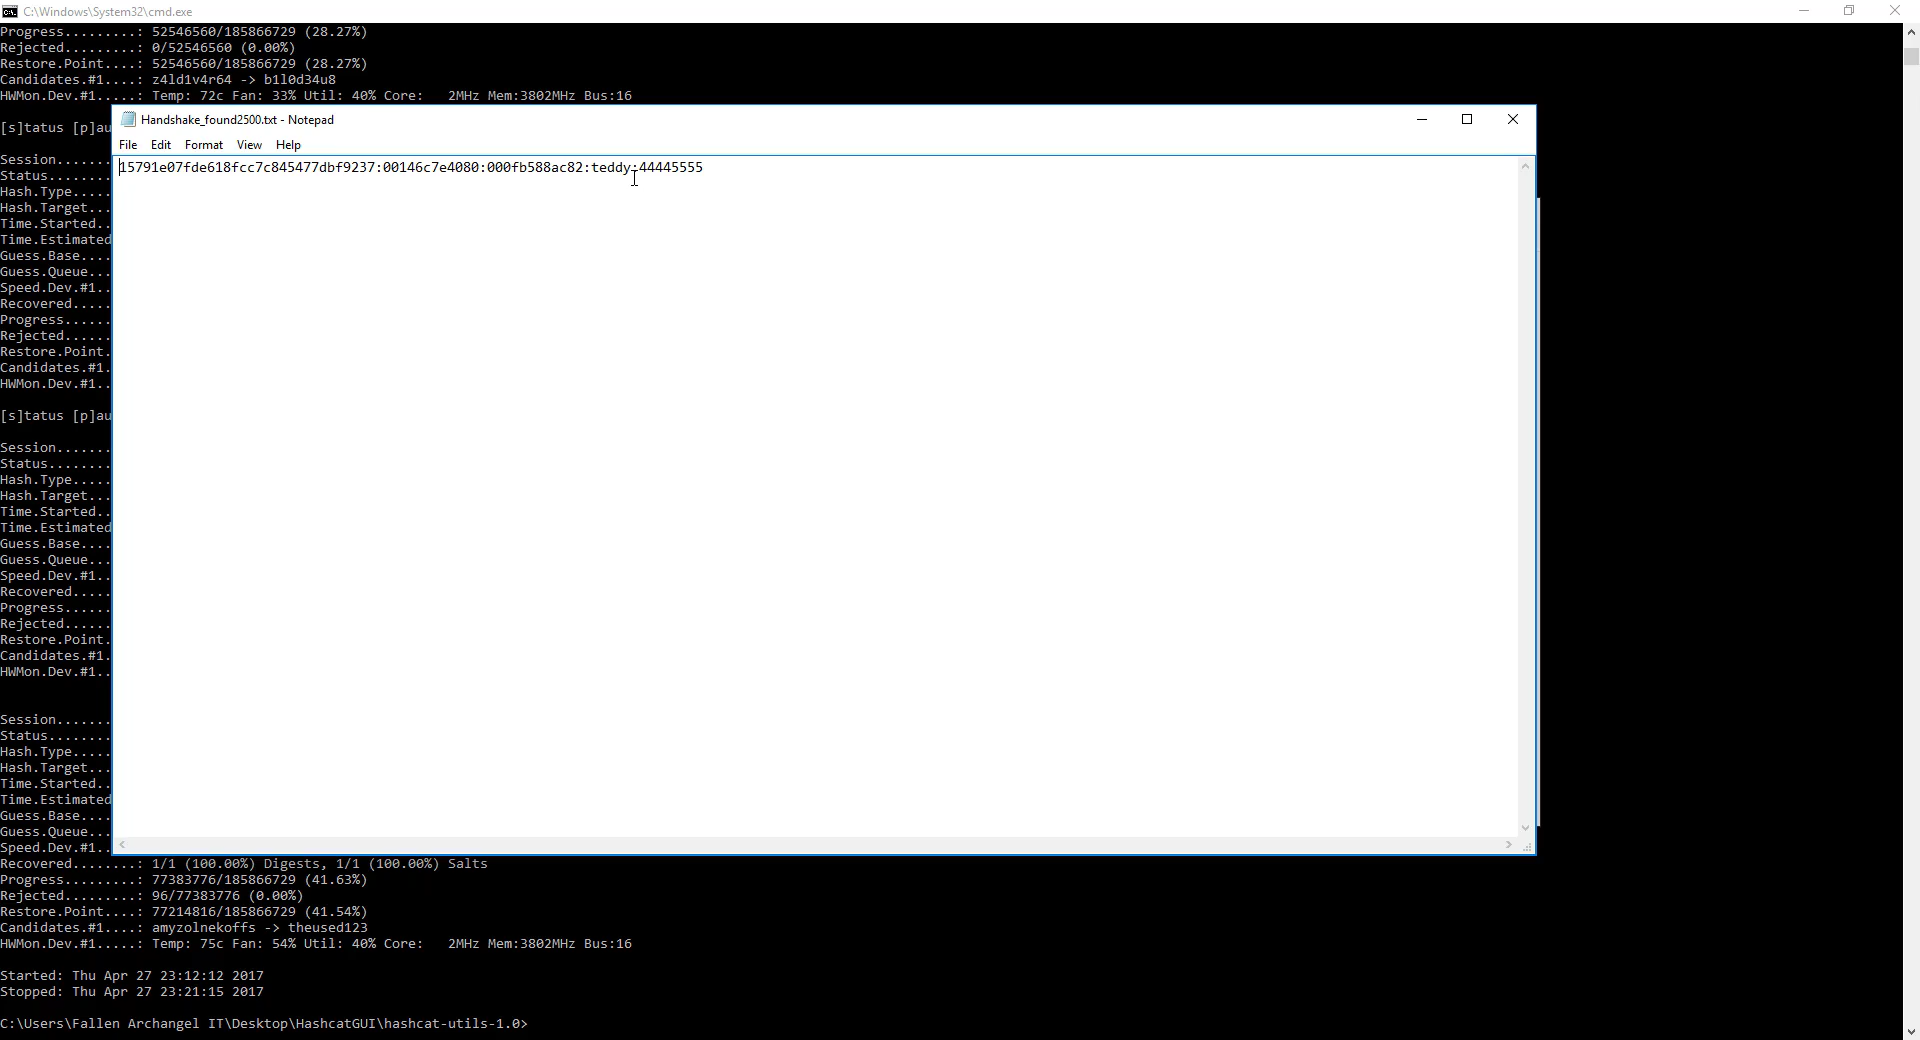 C:\Windows\System32\cmd.exe
Progress.........: 52546560/185866729 (28.27%)
Rejected.........: 0/52546560 (0.00%)
Restore.Point....: 52546560/185866729 (28.27%)
Candidates.#1....: z4ld1v4r64 -> b1l0d34u8
HWMon.Dev.#1.....: Temp: 72c Fan: 33% Util: 40% Core:   2MHz Mem:3802MHz Bus:16
Handshake_found2500.txt - Notepad
[s]tatus [p]au
File Edit Format View Help
Session.......
15791e07fde618fcc7c845477dbf9237:00146c7e4080:000fb588ac82:teddy:44445555
Status........
Hash.Type.....
Hash.Target...
Time.Started..
Time.Estimated
Guess.Base....
Guess.Queue...
Speed.Dev.#1..
Recovered.....
Progress......
Rejected......
Restore.Point.
Candidates.#1.
HWMon.Dev.#1..
[s]tatus [p]au
Session.......
Status........
Hash.Type.....
Hash.Target...
Time.Started..
Time.Estimated
Guess.Base....
Guess.Queue...
Speed.Dev.#1..
Recovered.....
Progress......
Rejected......
Restore.Point.
Candidates.#1.
HWMon.Dev.#1..
Session.......
Status........
Hash.Type.....
Hash.Target...
Time.Started..
Time.Estimated
Guess.Base....
Guess.Queue...
Speed.Dev.#1..
Recovered........: 1/1 (100.00%) Digests, 1/1 (100.00%) Salts
Progress.........: 77383776/185866729 (41.63%)
Rejected.........: 96/77383776 (0.00%)
Restore.Point....: 77214816/185866729 (41.54%)
Candidates.#1....: amyzolnekoffs -> theused123
HWMon.Dev.#1.....: Temp: 75c Fan: 54% Util: 40% Core:   2MHz Mem:3802MHz Bus:16
Started: Thu Apr 27 23:12:12 2017
Stopped: Thu Apr 27 23:21:15 2017
C:\Users\Fallen Archangel IT\Desktop\HashcatGUI\hashcat-utils-1.0>